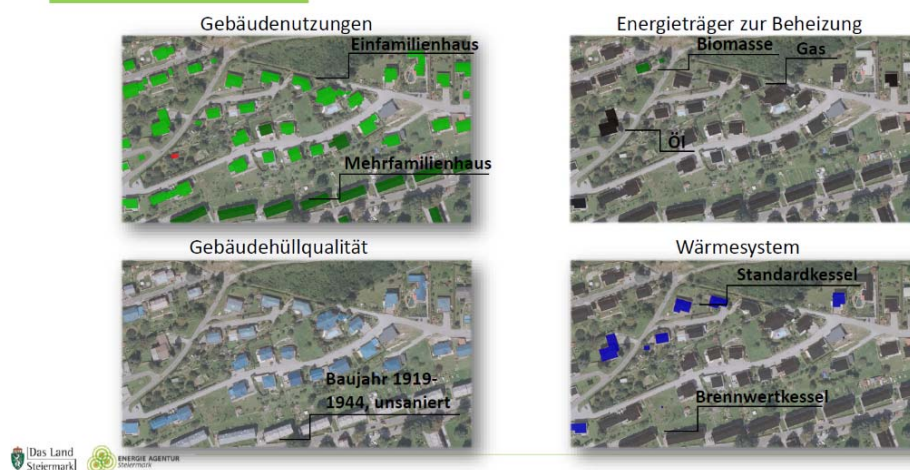 Gebäudenutzungen
Einfamilienhaus
Mehrfamilienhaus
Energieträger zur Beheizung
Biomasse
Gas
Öl
Gebäudehüllqualität
Baujahr 1919-
1944, unsaniert
Wärmesystem
Standardkessel
Brennwertkessel
Das Land
Steiermark
ENERGIE AGENTUR
Steiermark